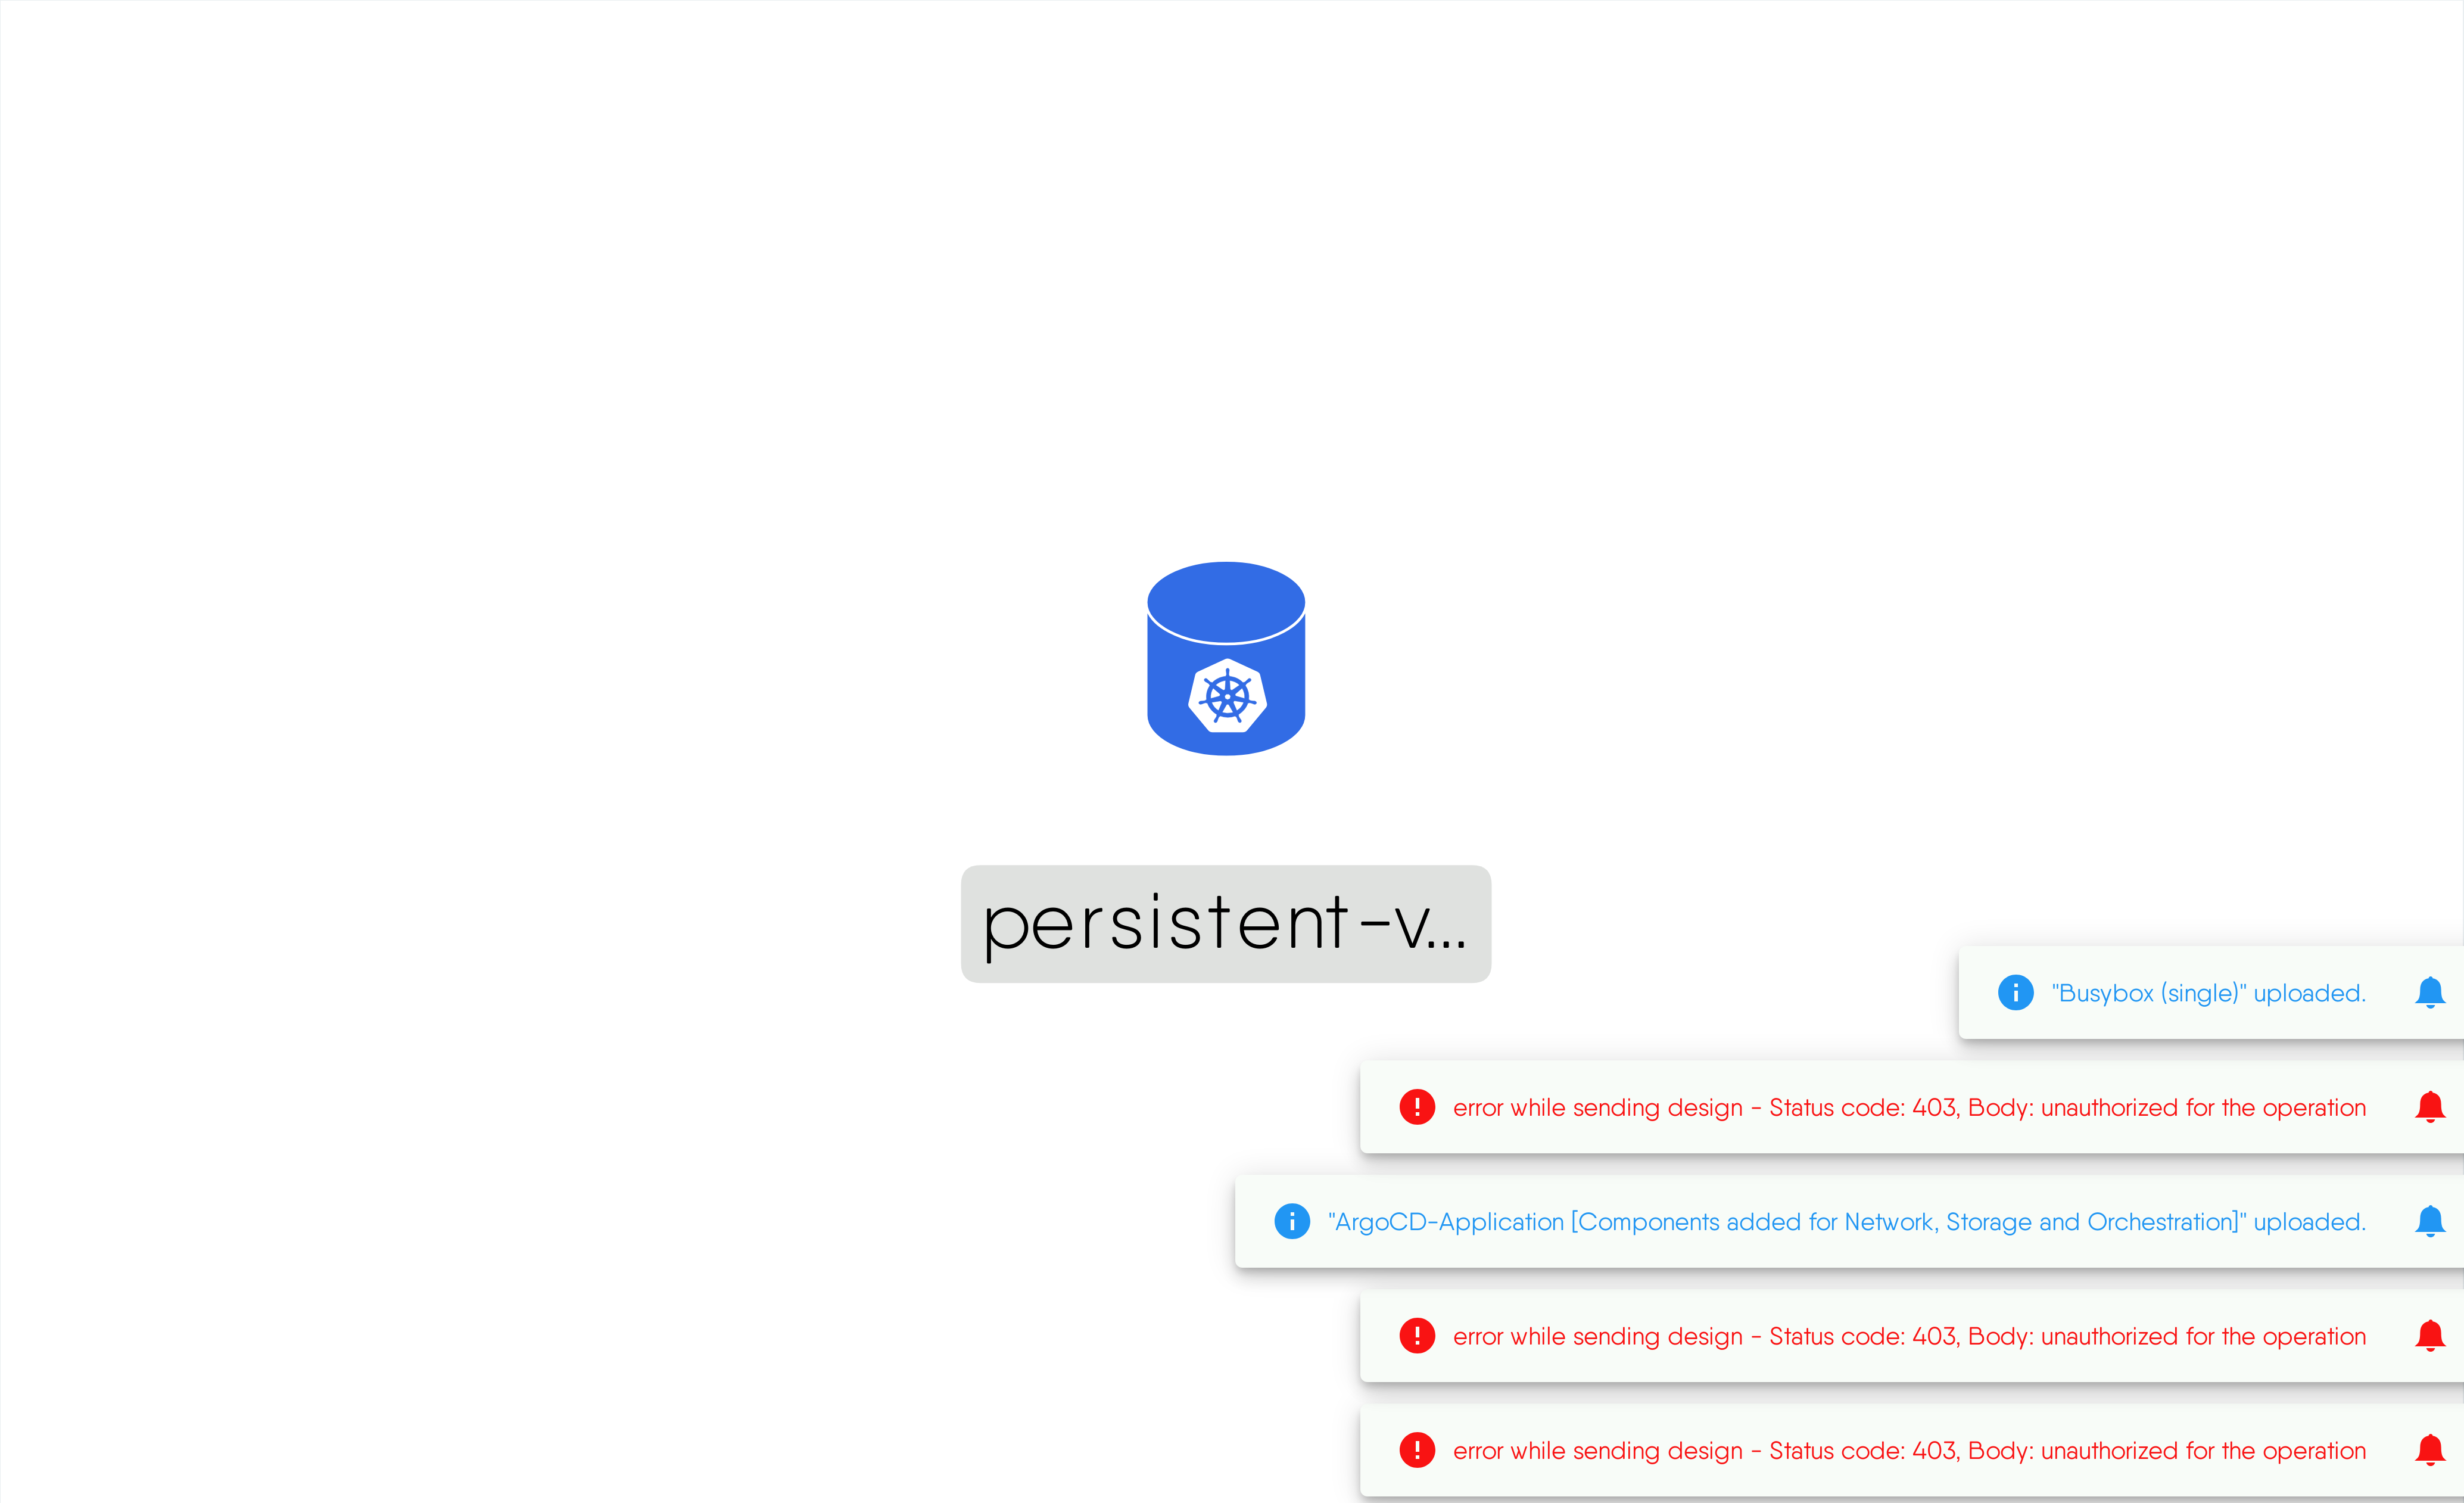 persistent-v...
"Busybox (single)" uploaded.
error while sending design - Status code: 403, Body: unauthorized for the operation
"ArgoCD-Application [Components added for Network, Storage and Orchestration]" uploaded.
error while sending design - Status code: 403, Body: unauthorized for the operation
error while sending design - Status code: 403, Body: unauthorized for the operation